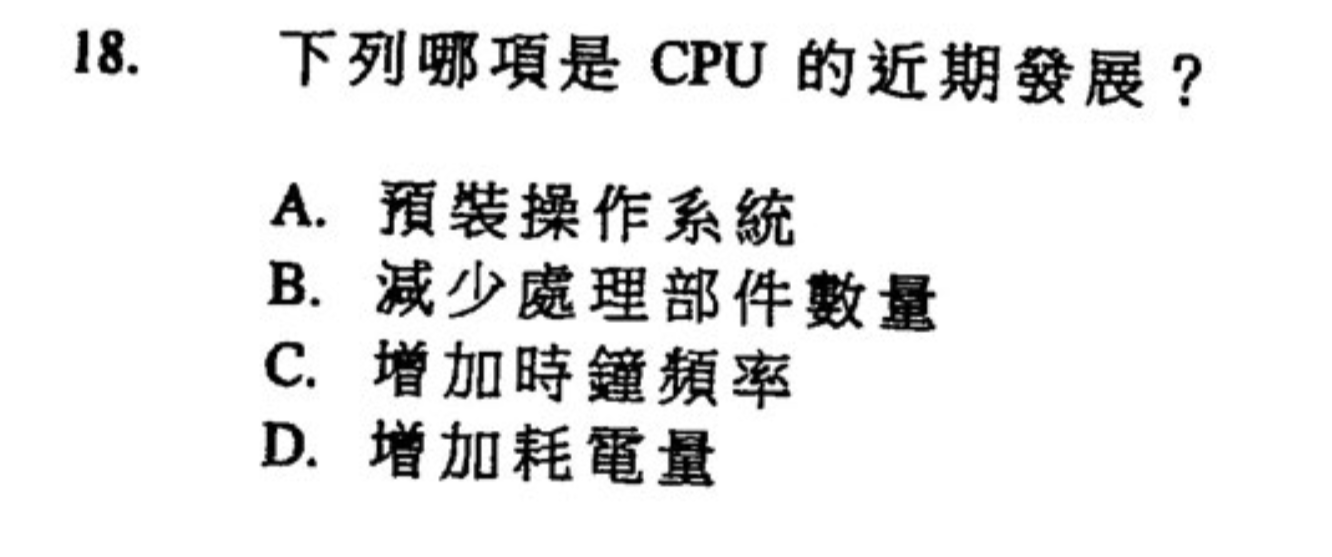 18. 下列哪項是 CPU 的近期發展？
A. 預裝操作系統
B. 減少處理部件數量
C. 增加時鐘頻率
D. 增加耗電量